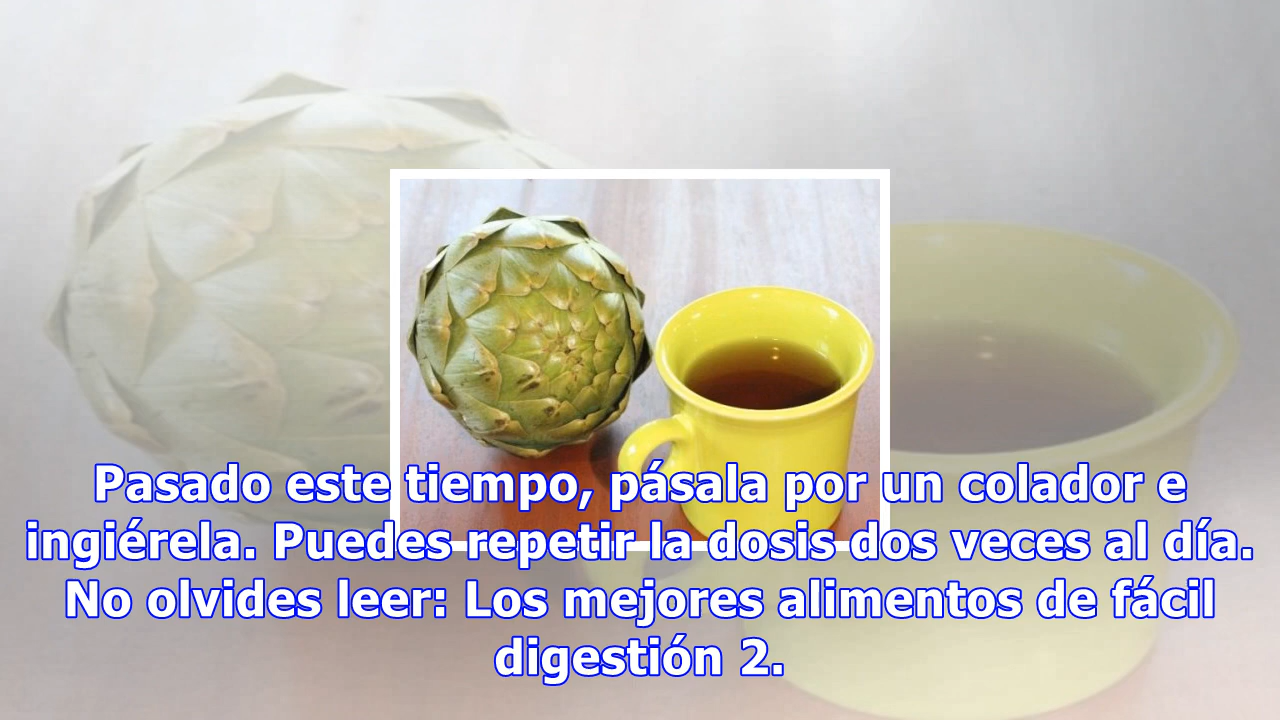 Pasado este tiempo, pásala por un colador e
ingiérela. Puedes repetir la dosis dos veces al día.
No olvides leer: Los mejores alimentos de fácil
digestión 2.